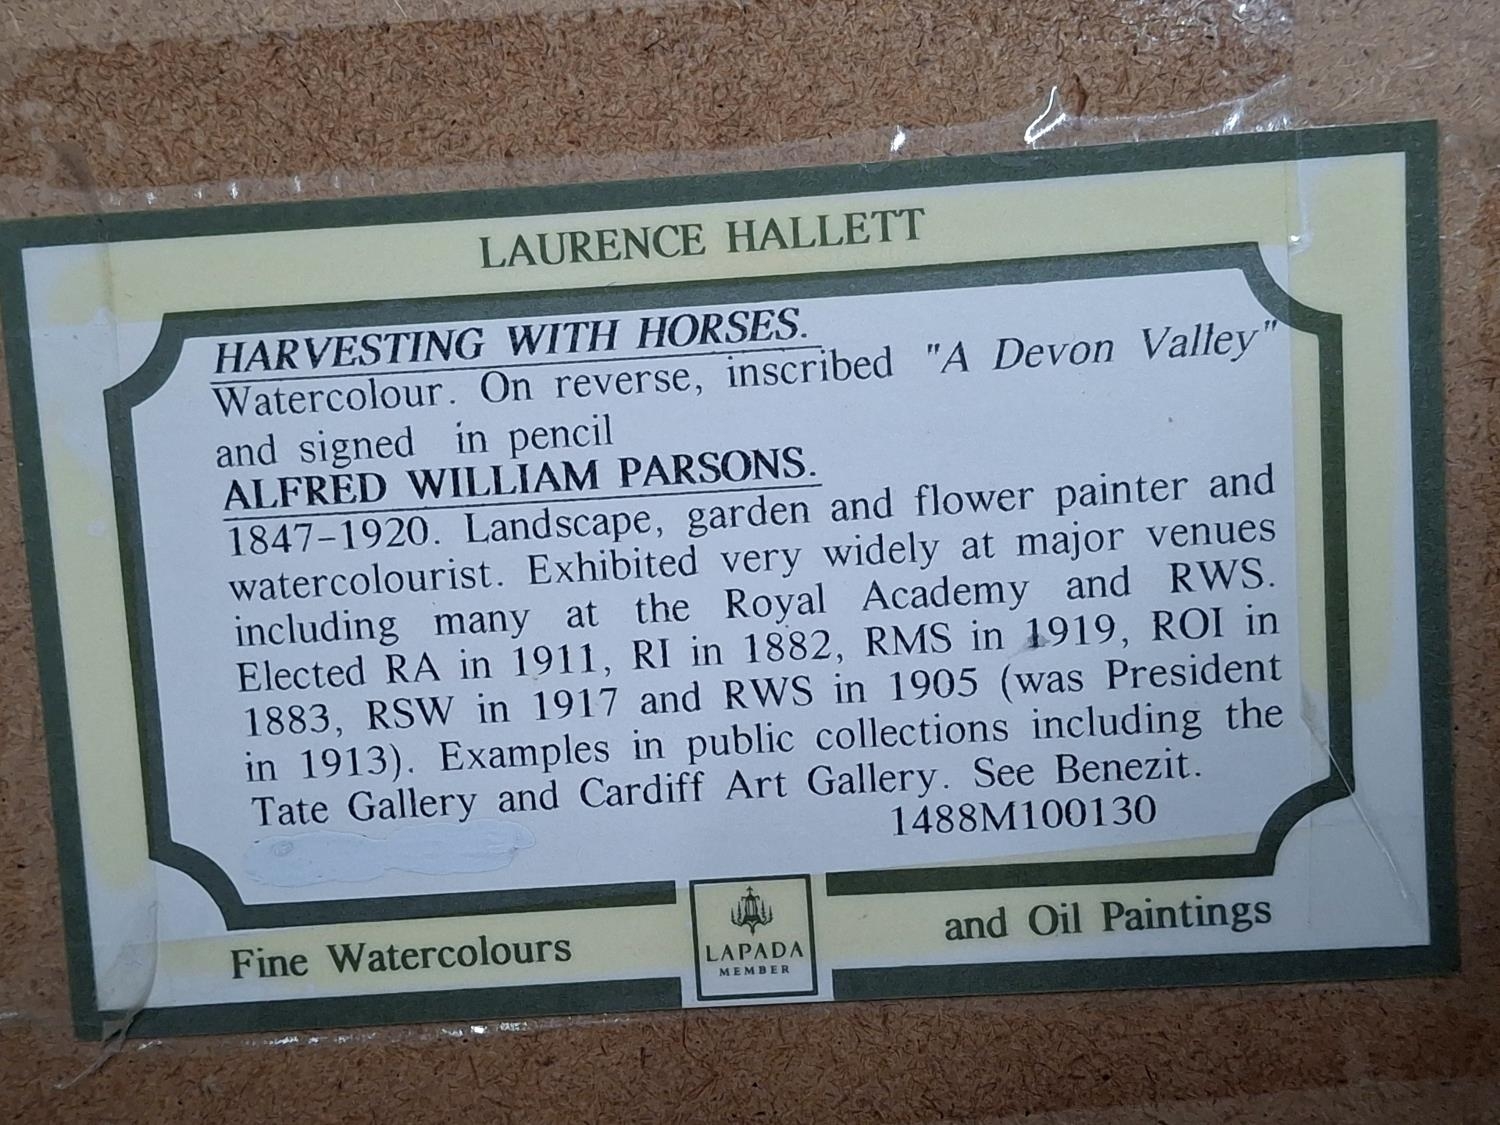 LAURENCE HALLETT
HARVESTING WITH HORSES.
Watercolour. On reverse, inscribed "A Devon Valley"
and signed in pencil
ALFRED WILLIAM PARSONS.
1847-1920. Landscape, garden and flower painter and
watercolourist. Exhibited very widely at major venues
including many at the Royal Academy and RWS.
Elected RA in 1911, RI in 1882, RMS in 1919, ROI in
1883, RSW in 1917 and RWS in 1905 (was President
in 1913). Examples in public collections including the
Tate Gallery and Cardiff Art Gallery. See Benezit.
1488M100130
Fine Watercolours
LAPADA
MEMBER
and Oil Paintings